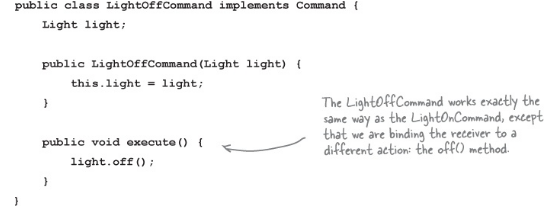 public class LightOffCommand implements Command {
Light light;
public LightOffCommand(Light light) {
this.light = light;
}
public void execute() {
light.off();
}
}
The LightOffCommand works exactly the
same way as the LightOnCommand, except
that we are binding the receiver to a
different action: the off() method.